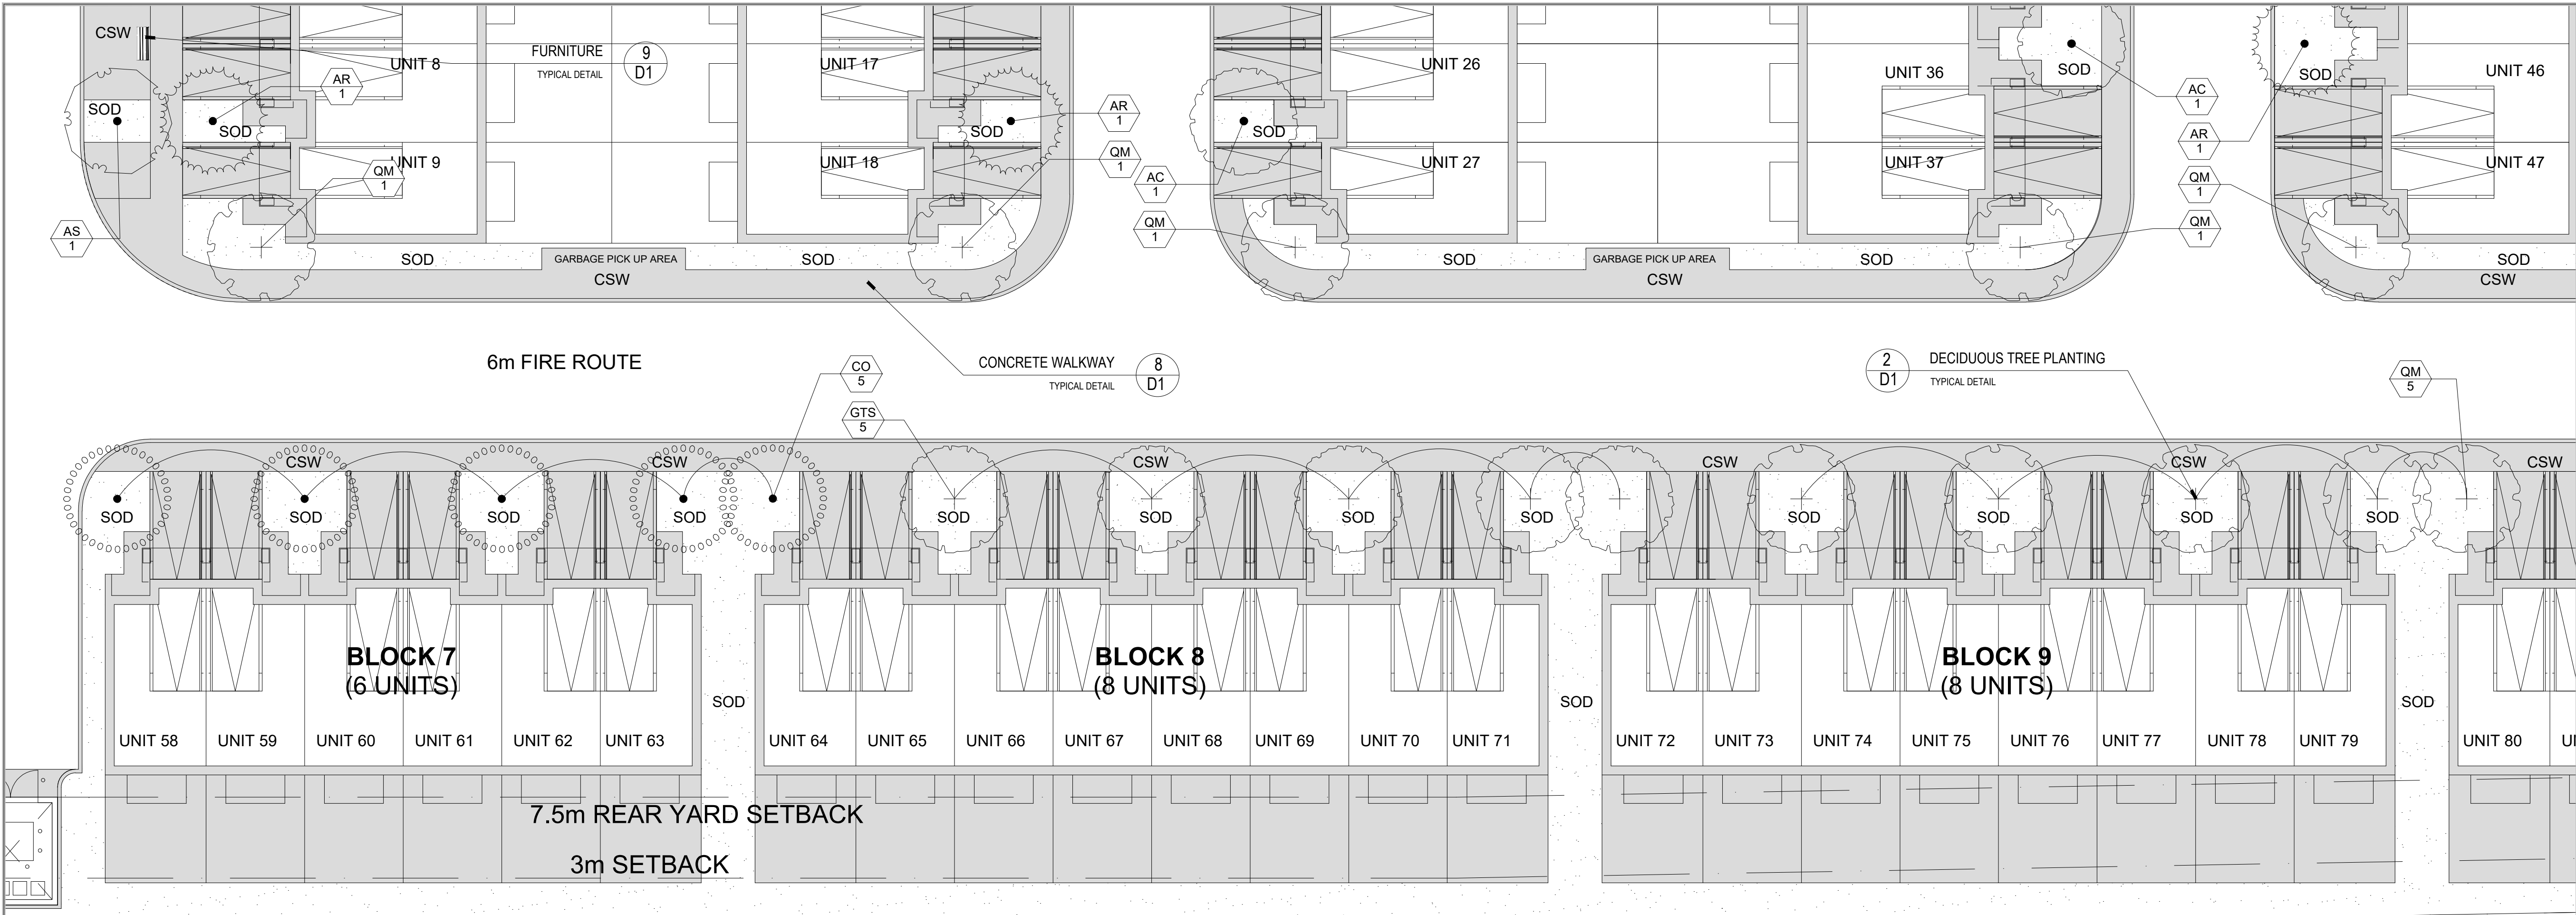 CSW
FURNITURE
TYPICAL DETAIL
9
D1
UNIT 8
UNIT 17
UNIT 26
UNIT 36
SOD
SOD
UNIT 46
AR
1
AC
1
SOD
SOD
SOD
SOD
AR
1
AR
1
UNIT 9
QM
1
UNIT 18
QM
1
AC
1
UNIT 27
UNIT 37
QM
1
UNIT 47
AS
1
QM
1
QM
1
SOD
GARBAGE PICK UP AREA
SOD
SOD
GARBAGE PICK UP AREA
SOD
SOD
CSW
CSW
CSW
6m FIRE ROUTE
CO
5
CONCRETE WALKWAY
TYPICAL DETAIL
8
D1
2
D1
DECIDUOUS TREE PLANTING
TYPICAL DETAIL
QM
5
GTS
5
CSW
CSW
CSW
CSW
CSW
CSW
SOD
SOD
SOD
SOD
SOD
SOD
SOD
SOD
SOD
SOD
SOD
SOD
BLOCK 7
(6 UNITS)
BLOCK 8
(8 UNITS)
BLOCK 9
(8 UNITS)
SOD
SOD
SOD
UNIT 58
UNIT 59
UNIT 60
UNIT 61
UNIT 62
UNIT 63
UNIT 64
UNIT 65
UNIT 66
UNIT 67
UNIT 68
UNIT 69
UNIT 70
UNIT 71
UNIT 72
UNIT 73
UNIT 74
UNIT 75
UNIT 76
UNIT 77
UNIT 78
UNIT 79
UNIT 80
7.5m REAR YARD SETBACK
3m SETBACK